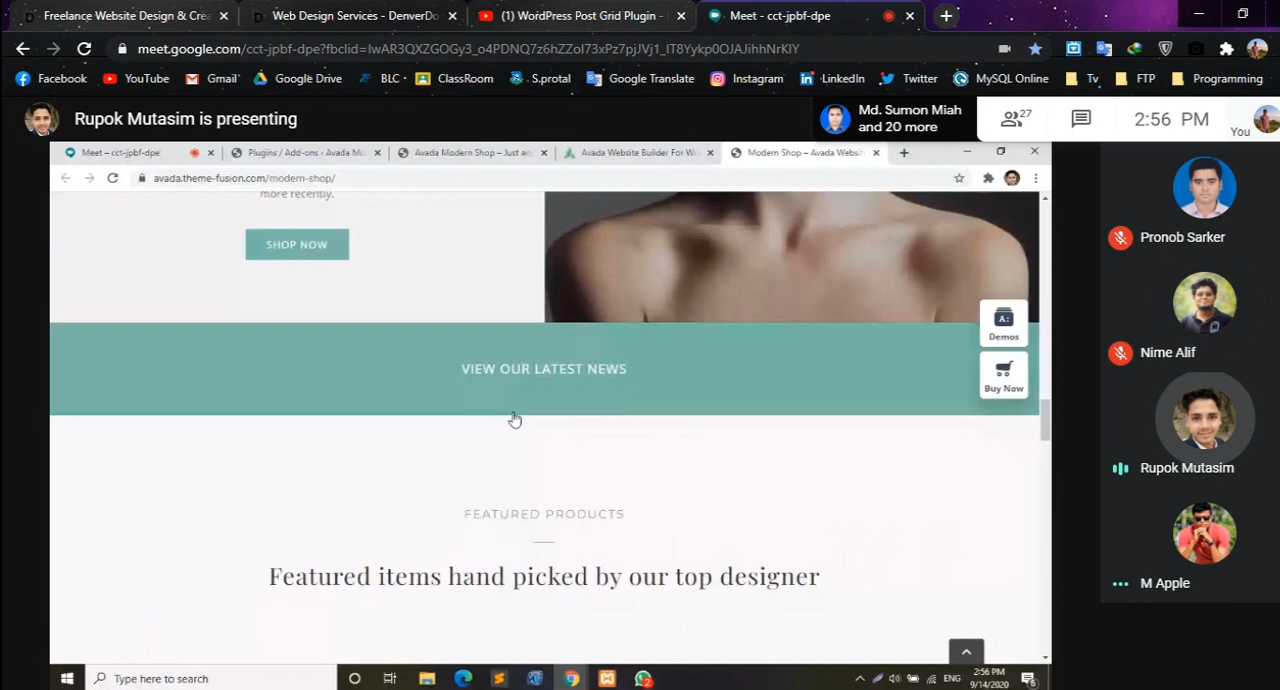 Freelance Website Design & Crea
Web Design Services - DenverDo
(1) WordPress Post Grid Plugin -
Meet - cct-jpbf-dpe
meet.google.com/cct-jpbf-dpe?fbclid=IwAR3QXZGOGy3_o4PDNQ7z6hZZoI73xPz7pjJVj1_IT8Yykp0OJAJihhNrKlY
Facebook
YouTube
Gmail
Google Drive
BLC
ClassRoom
S.protal
Google Translate
Instagram
LinkedIn
Twitter
MySQL Online
Tv
FTP
Programming
Rupok Mutasim is presenting
Md. Sumon Miah
and 20 more
27
2:56 PM
You
Meet – cct-jpbf-dpe
Plugins / Add-ons ‹ Avada Mo
Avada Modern Shop – Just an
Avada Website Builder For Wo
Modern Shop – Avada Websit
avada.theme-fusion.com/modern-shop/
more recently.
SHOP NOW
Demos
Buy Now
VIEW OUR LATEST NEWS
FEATURED PRODUCTS
Featured items hand picked by our top designer
Pronob Sarker
Nime Alif
Rupok Mutasim
M Apple
Type here to search
ENG
2:56 PM
9/14/2020